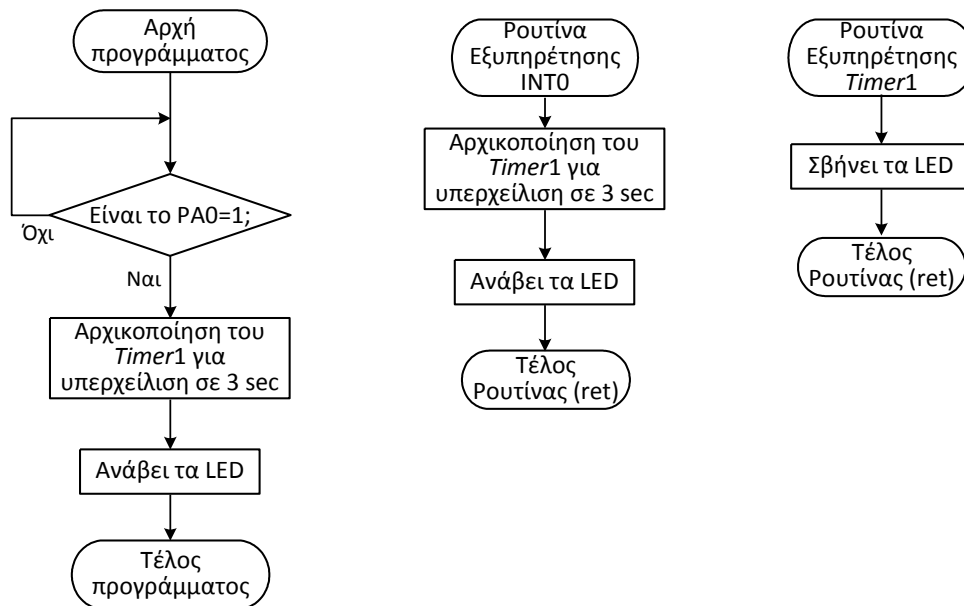 Αρχή
προγράμματος
Είναι το PA0=1;
Όχι
Ναι
Αρχικοποίηση του
Timer1 για
υπερχείλιση σε 3 sec
Ανάβει τα LED
Τέλος
προγράμματος
Ρουτίνα
Εξυπηρέτησης
INT0
Αρχικοποίηση του
Timer1 για
υπερχείλιση σε 3 sec
Ανάβει τα LED
Τέλος
Ρουτίνας (ret)
Ρουτίνα
Εξυπηρέτησης
Timer1
Σβήνει τα LED
Τέλος
Ρουτίνας (ret)